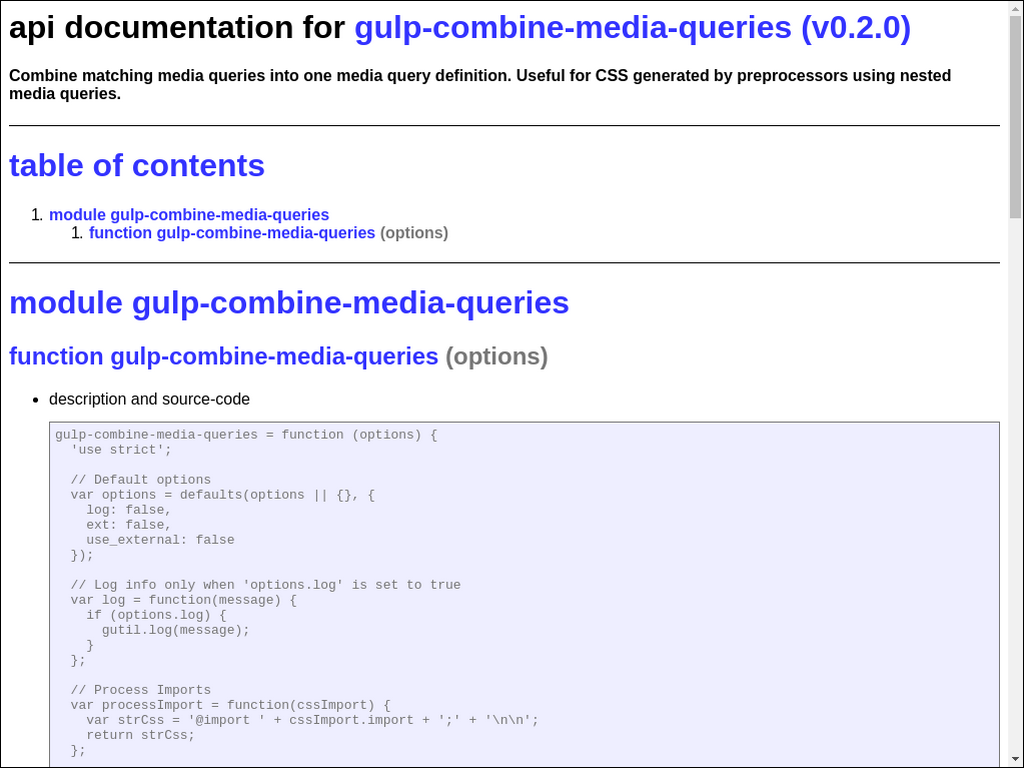 api documentation for gulp-combine-media-queries (v0.2.0)
Combine matching media queries into one media query definition. Useful for CSS generated by preprocessors using nested
media queries.
table of contents
1. module gulp-combine-media-queries
1. function gulp-combine-media-queries (options)
module gulp-combine-media-queries
function gulp-combine-media-queries (options)
• description and source-code
gulp-combine-media-queries = function (options) {
  'use strict';
  // Default options
  var options = defaults(options || {}, {
    log: false,
    ext: false,
    use_external: false
  });
  // Log info only when 'options.log' is set to true
  var log = function(message) {
    if (options.log) {
      gutil.log(message);
    }
  };
  // Process Imports
  var processImport = function(cssImport) {
    var strCss = '@import ' + cssImport.import + ';' + '\n\n';
    return strCss;
  };